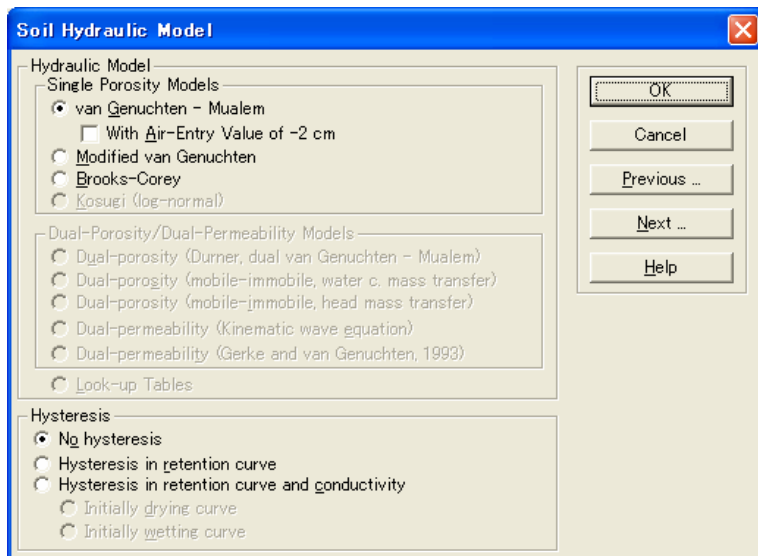 Soil Hydraulic Model
Hydraulic Model
Single Porosity Models
van Genuchten - Mualem
With Air-Entry Value of -2 cm
Modified van Genuchten
Brooks-Corey
Kosugi (log-normal)
Dual-Porosity/Dual-Permeability Models
Dual-porosity (Durner, dual van Genuchten - Mualem)
Dual-porosity (mobile-immobile, water c. mass transfer)
Dual-porosity (mobile-immobile, head mass transfer)
Dual-permeability (Kinematic wave equation)
Dual-permeability (Gerke and van Genuchten, 1993)
Look-up Tables
Hysteresis
No hysteresis
Hysteresis in retention curve
Hysteresis in retention curve and conductivity
Initially drying curve
Initially wetting curve
OK
Cancel
Previous ...
Next ...
Help